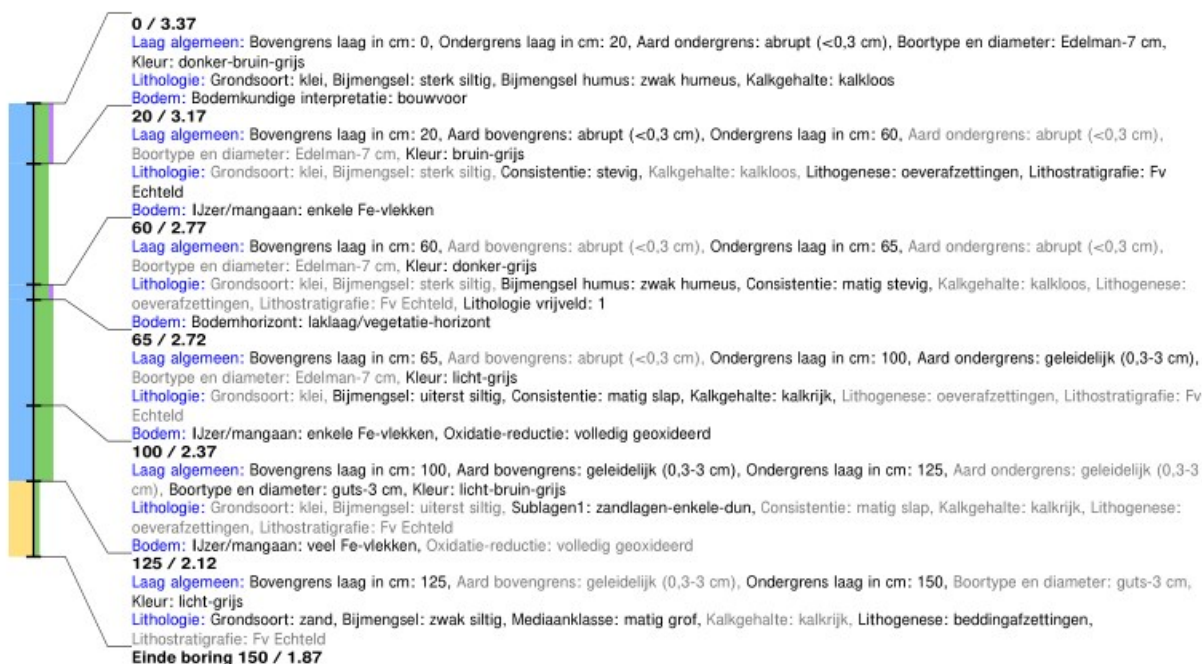 0 / 3.37
Laag algemeen: Bovengrens laag in cm: 0, Ondergrens laag in cm: 20, Aard ondergrens: abrupt (<0,3 cm), Boortype en diameter: Edelman-7 cm,
Kleur: donker-bruin-grijs
Lithologie: Grondsoort: klei, Bijmengsel: sterk siltig, Bijmengsel humus: zwak humeus, Kalkgehalte: kalkloos
Bodem: Bodemkundige interpretatie: bouwvoor
20 / 3.17
Laag algemeen: Bovengrens laag in cm: 20, Aard bovengrens: abrupt (<0,3 cm), Ondergrens laag in cm: 60, Aard ondergrens: abrupt (<0,3 cm),
Boortype en diameter: Edelman-7 cm, Kleur: bruin-grijs
Lithologie: Grondsoort: klei, Bijmengsel: sterk siltig, Consistentie: stevig, Kalkgehalte: kalkloos, Lithogenese: oeverafzettingen, Lithostratigrafie: Fv
Echteld
Bodem: IJzer/mangaan: enkele Fe-vlekken
60 / 2.77
Laag algemeen: Bovengrens laag in cm: 60, Aard bovengrens: abrupt (<0,3 cm), Ondergrens laag in cm: 65, Aard ondergrens: abrupt (<0,3 cm),
Boortype en diameter: Edelman-7 cm, Kleur: donker-grijs
Lithologie: Grondsoort: klei, Bijmengsel: sterk siltig, Bijmengsel humus: zwak humeus, Consistentie: matig stevig, Kalkgehalte: kalkloos, Lithogenese:
oeverafzettingen, Lithostratigrafie: Fv Echteld, Lithologie vrijveld: 1
Bodem: Bodemhorizont: laklaag/vegetatie-horizont
65 / 2.72
Laag algemeen: Bovengrens laag in cm: 65, Aard bovengrens: abrupt (<0,3 cm), Ondergrens laag in cm: 100, Aard ondergrens: geleidelijk (0,3-3 cm),
Boortype en diameter: Edelman-7 cm, Kleur: licht-grijs
Lithologie: Grondsoort: klei, Bijmengsel: uiterst siltig, Consistentie: matig slap, Kalkgehalte: kalkrijk, Lithogenese: oeverafzettingen, Lithostratigrafie: Fv
Echteld
Bodem: IJzer/mangaan: enkele Fe-vlekken, Oxidatie-reductie: volledig geoxideerd
100 / 2.37
Laag algemeen: Bovengrens laag in cm: 100, Aard bovengrens: geleidelijk (0,3-3 cm), Ondergrens laag in cm: 125, Aard ondergrens: geleidelijk (0,3-3
cm), Boortype en diameter: guts-3 cm, Kleur: licht-bruin-grijs
Lithologie: Grondsoort: klei, Bijmengsel: uiterst siltig, Sublagen1: zandlagen-enkele-dun, Consistentie: matig slap, Kalkgehalte: kalkrijk, Lithogenese:
oeverafzettingen, Lithostratigrafie: Fv Echteld
Bodem: IJzer/mangaan: veel Fe-vlekken, Oxidatie-reductie: volledig geoxideerd
125 / 2.12
Laag algemeen: Bovengrens laag in cm: 125, Aard bovengrens: geleidelijk (0,3-3 cm), Ondergrens laag in cm: 150, Boortype en diameter: guts-3 cm,
Kleur: licht-grijs
Lithologie: Grondsoort: zand, Bijmengsel: zwak siltig, Mediaanklasse: matig grof, Kalkgehalte: kalkrijk, Lithogenese: beddingafzettingen,
Lithostratigrafie: Fv Echteld
Einde boring 150 / 1.87